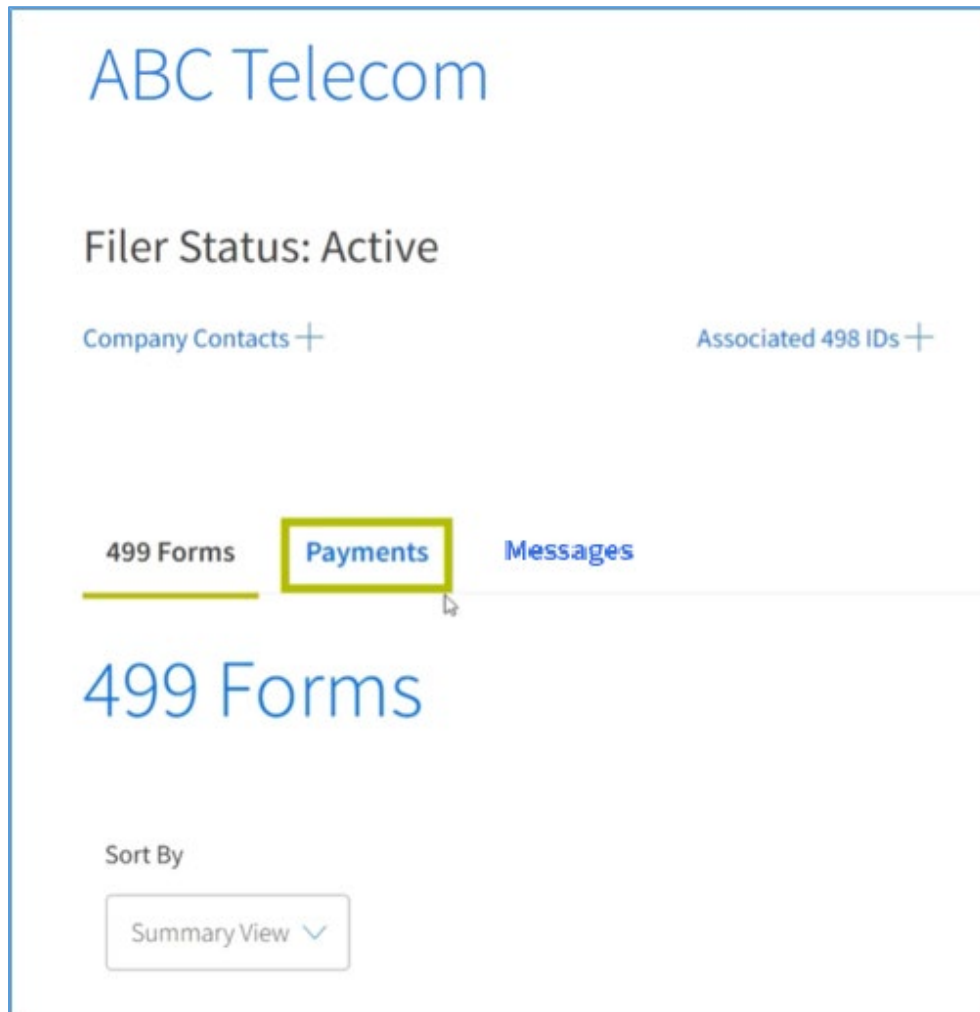 ABC Telecom
Filer Status: Active
Company Contacts +
Associated 498 IDs +
499 Forms
Payments
Messages
499 Forms
Sort By
Summary View